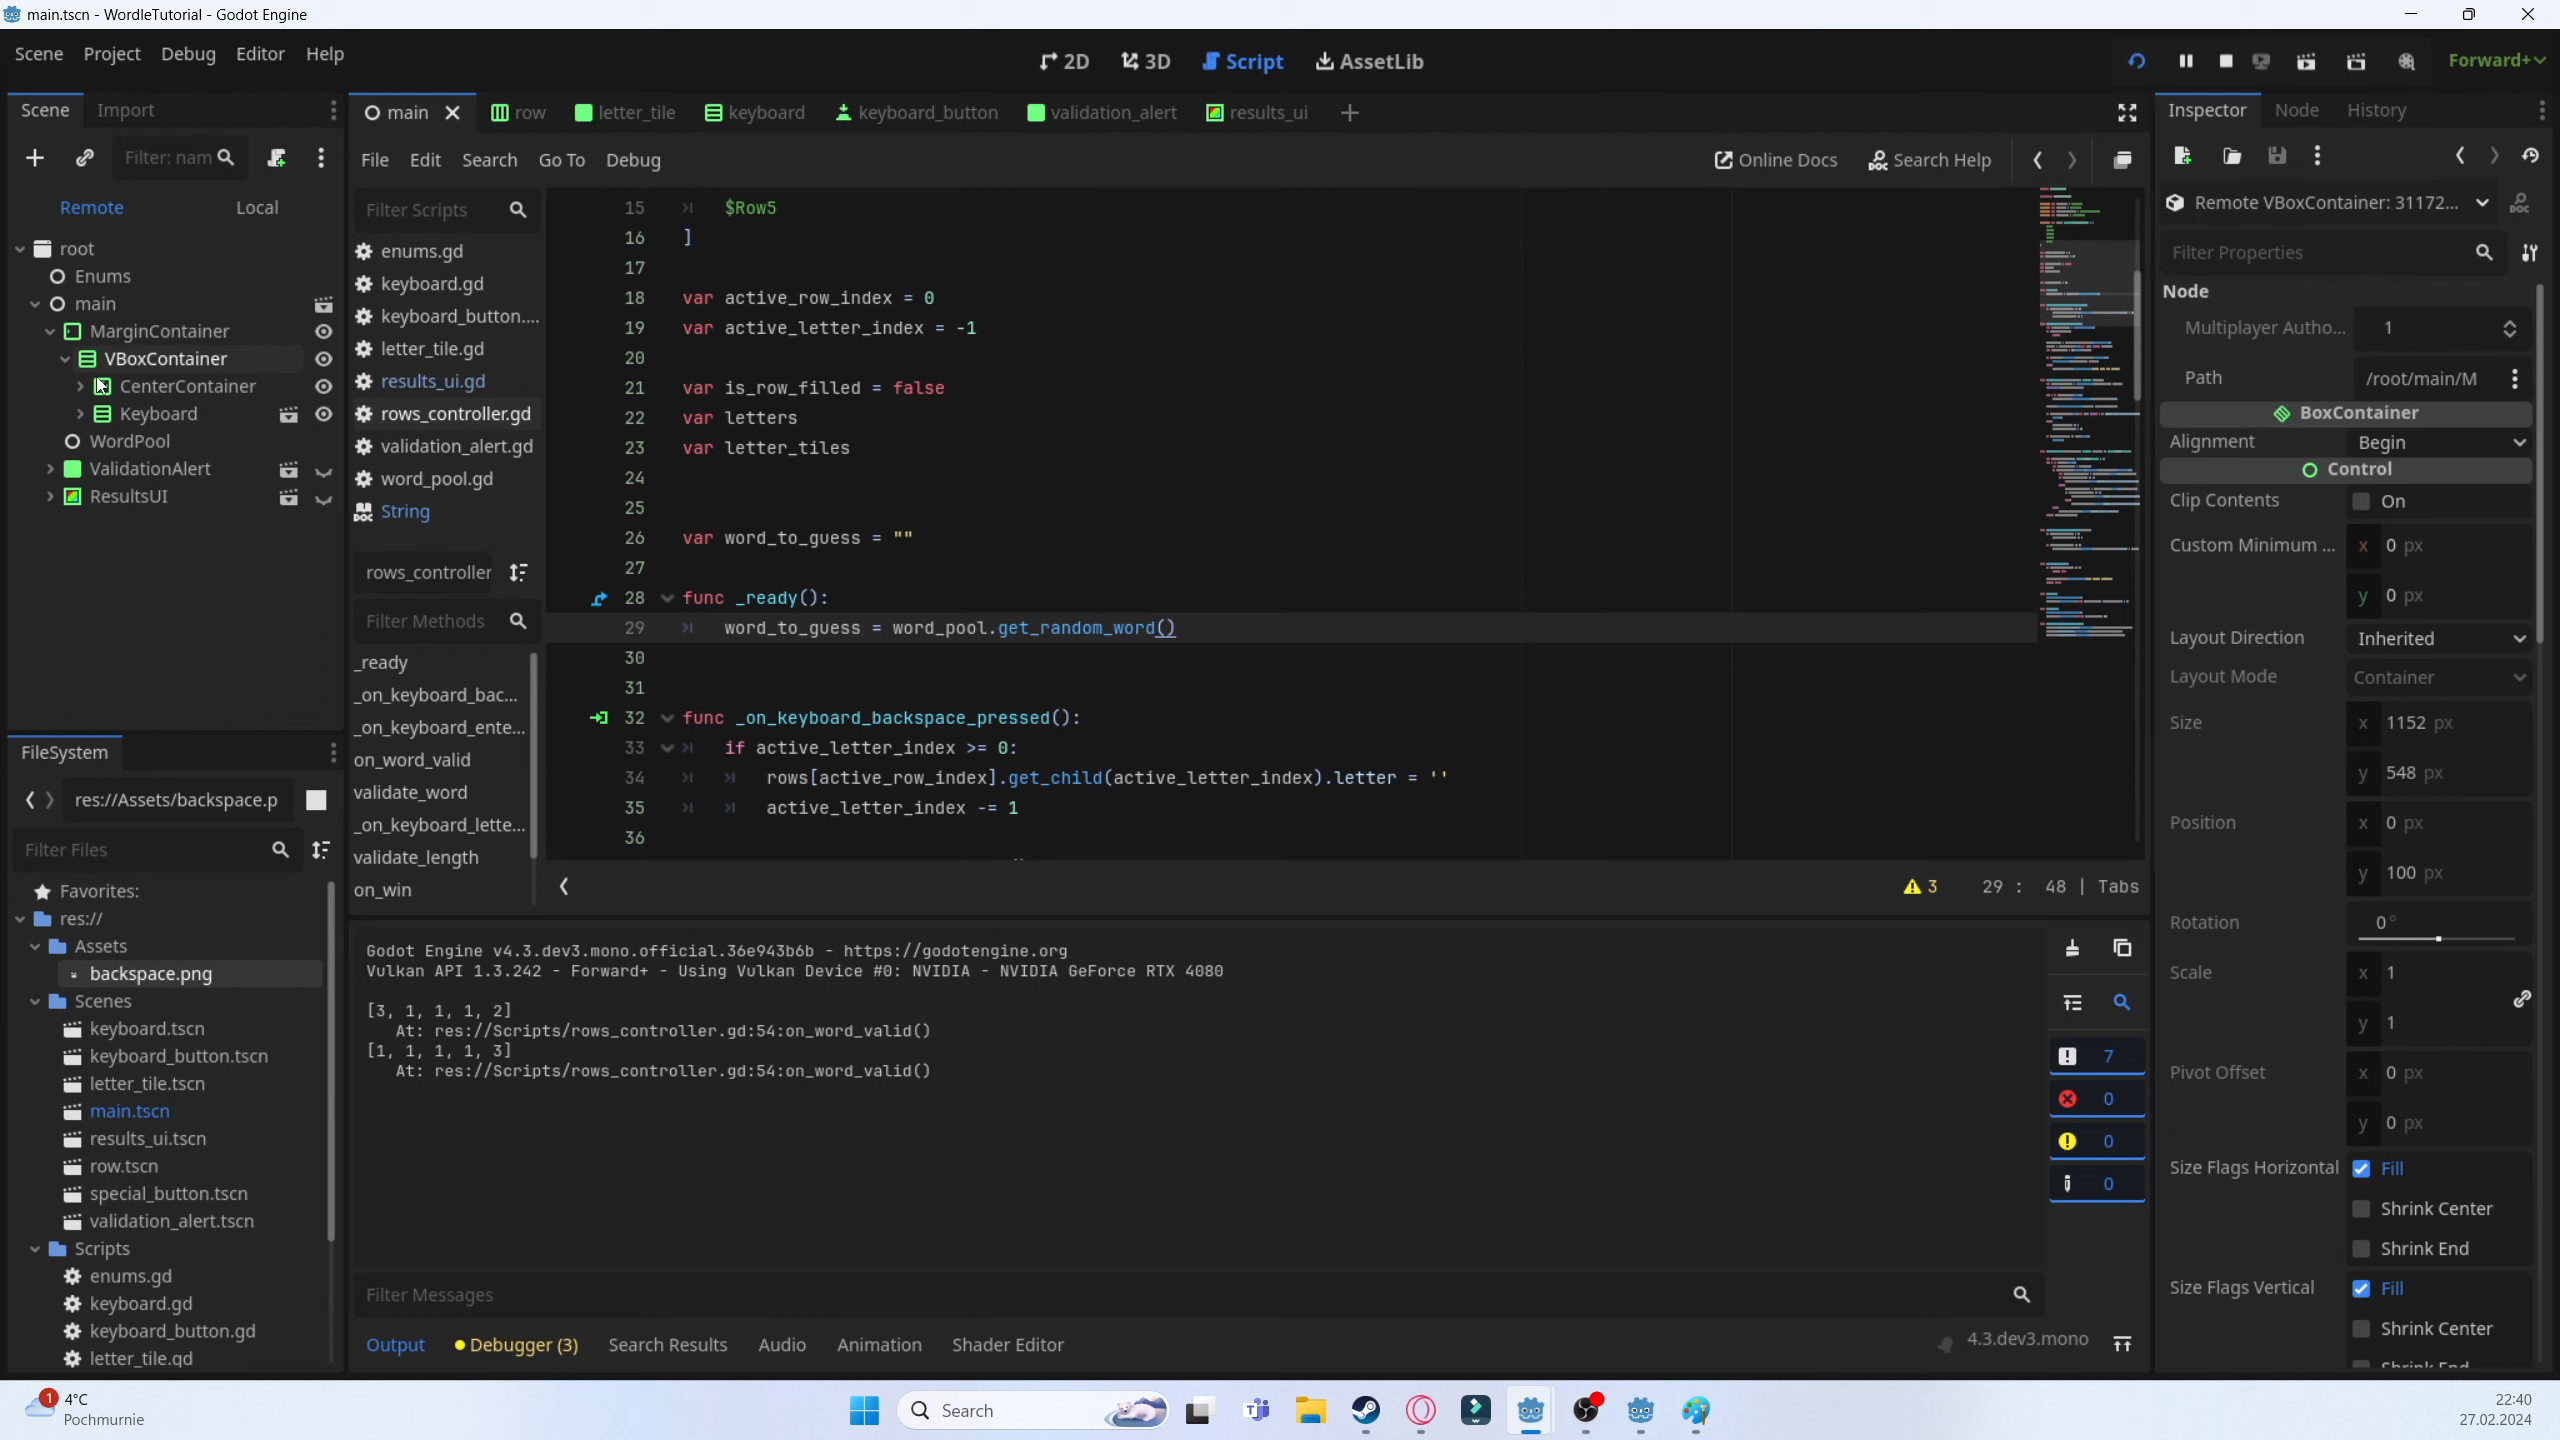 main.tscn - WordleTutorial - Godot Engine
Scene Project Debug Editor Help
2D 3D Script AssetLib
Forward+
Scene Import
main row letter_tile keyboard keyboard_button validation_alert results_ui
Inspector Node History
Filter: nam
File Edit Search Go To Debug
Online Docs Search Help
Remote Local
root
Enums
main
MarginContainer
VBoxContainer
CenterContainer
Keyboard
WordPool
ValidationAlert
ResultsUI
Filter Scripts
enums.gd
keyboard.gd
keyboard_button....
letter_tile.gd
results_ui.gd
rows_controller.gd
validation_alert.gd
word_pool.gd
String
rows_controller
Filter Methods
_ready
_on_keyboard_bac...
_on_keyboard_ente...
on_word_valid
validate_word
_on_keyboard_lette...
validate_length
on_win
15 $Row5
16 ]
17
18 var active_row_index = 0
19 var active_letter_index = -1
20
21 var is_row_filled = false
22 var letters
23 var letter_tiles
24
25
26 var word_to_guess = ""
27
28 func _ready():
29 word_to_guess = word_pool.get_random_word()
30
31
32 func _on_keyboard_backspace_pressed():
33 if active_letter_index >= 0:
34 rows[active_row_index].get_child(active_letter_index).letter = ''
35 active_letter_index -= 1
36
3 29 : 48 | Tabs
Remote VBoxContainer: 31172...
Filter Properties
Node
Multiplayer Autho... 1
Path /root/main/M
BoxContainer
Alignment Begin
Control
Clip Contents On
Custom Minimum ... x 0 px
y 0 px
Layout Direction Inherited
Layout Mode Container
Size x 1152 px
y 548 px
Position x 0 px
y 100 px
Rotation 0°
Scale x 1
y 1
Pivot Offset x 0 px
y 0 px
Size Flags Horizontal Fill
Shrink Center
Shrink End
Size Flags Vertical Fill
Shrink Center
Shrink End
FileSystem
res://Assets/backspace.p
Filter Files
Favorites:
res://
Assets
backspace.png
Scenes
keyboard.tscn
keyboard_button.tscn
letter_tile.tscn
main.tscn
results_ui.tscn
row.tscn
special_button.tscn
validation_alert.tscn
Scripts
enums.gd
keyboard.gd
keyboard_button.gd
letter_tile.gd
Godot Engine v4.3.dev3.mono.official.36e943b6b - https://godotengine.org
Vulkan API 1.3.242 - Forward+ - Using Vulkan Device #0: NVIDIA - NVIDIA GeForce RTX 4080
[3, 1, 1, 1, 2]
At: res://Scripts/rows_controller.gd:54:on_word_valid()
[1, 1, 1, 1, 3]
At: res://Scripts/rows_controller.gd:54:on_word_valid()
7
0
0
0
Filter Messages
Output Debugger (3) Search Results Audio Animation Shader Editor
4.3.dev3.mono
1
4°C
Pochmurnie
Search
22:40
27.02.2024